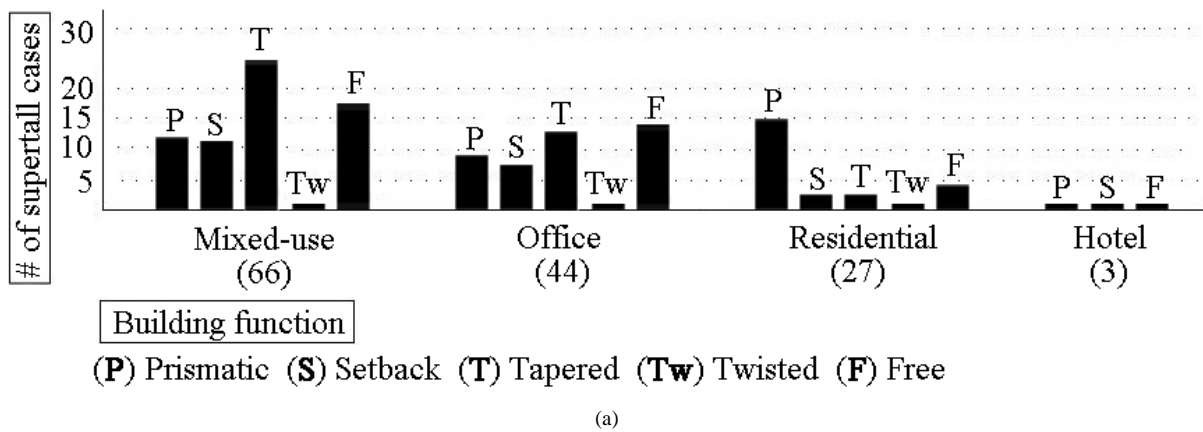 # of supertall cases
30
20
15
10
5
P S T Tw F
P S T Tw F
P S T Tw F
P S F
Mixed-use Office Residential Hotel
(66) (44) (27) (3)
Building function
(P) Prismatic (S) Setback (T) Tapered (Tw) Twisted (F) Free
(a)